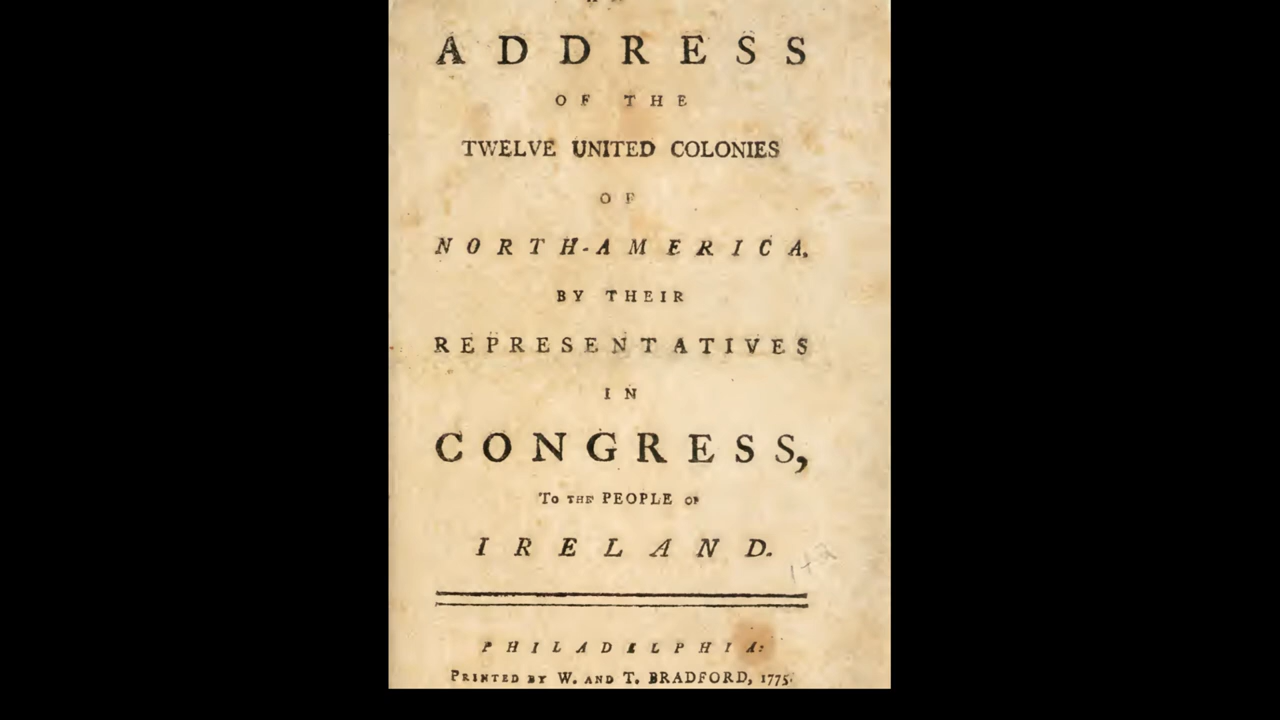 ADDRESS
OF THE
TWELVE UNITED COLONIES
OF
NORTH-AMERICA,
BY THEIR
REPRESENTATIVES
IN
CONGRESS,
To THE PEOPLE OF
IRELAND.
PHILADELPHIA:
PRINTED BY W. AND T. BRADFORD, 1775.